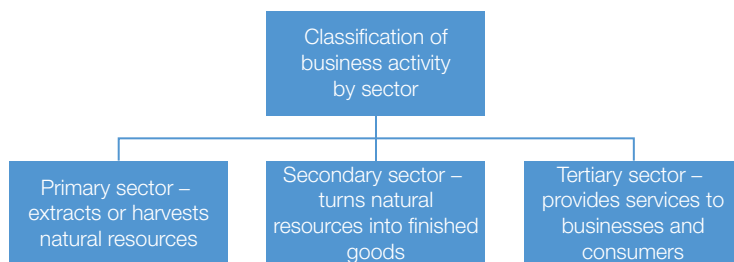 Classification of
business activity
by sector
Primary sector –
extracts or harvests
natural resources
Secondary sector –
turns natural
resources into finished
goods
Tertiary sector –
provides services to
businesses and
consumers